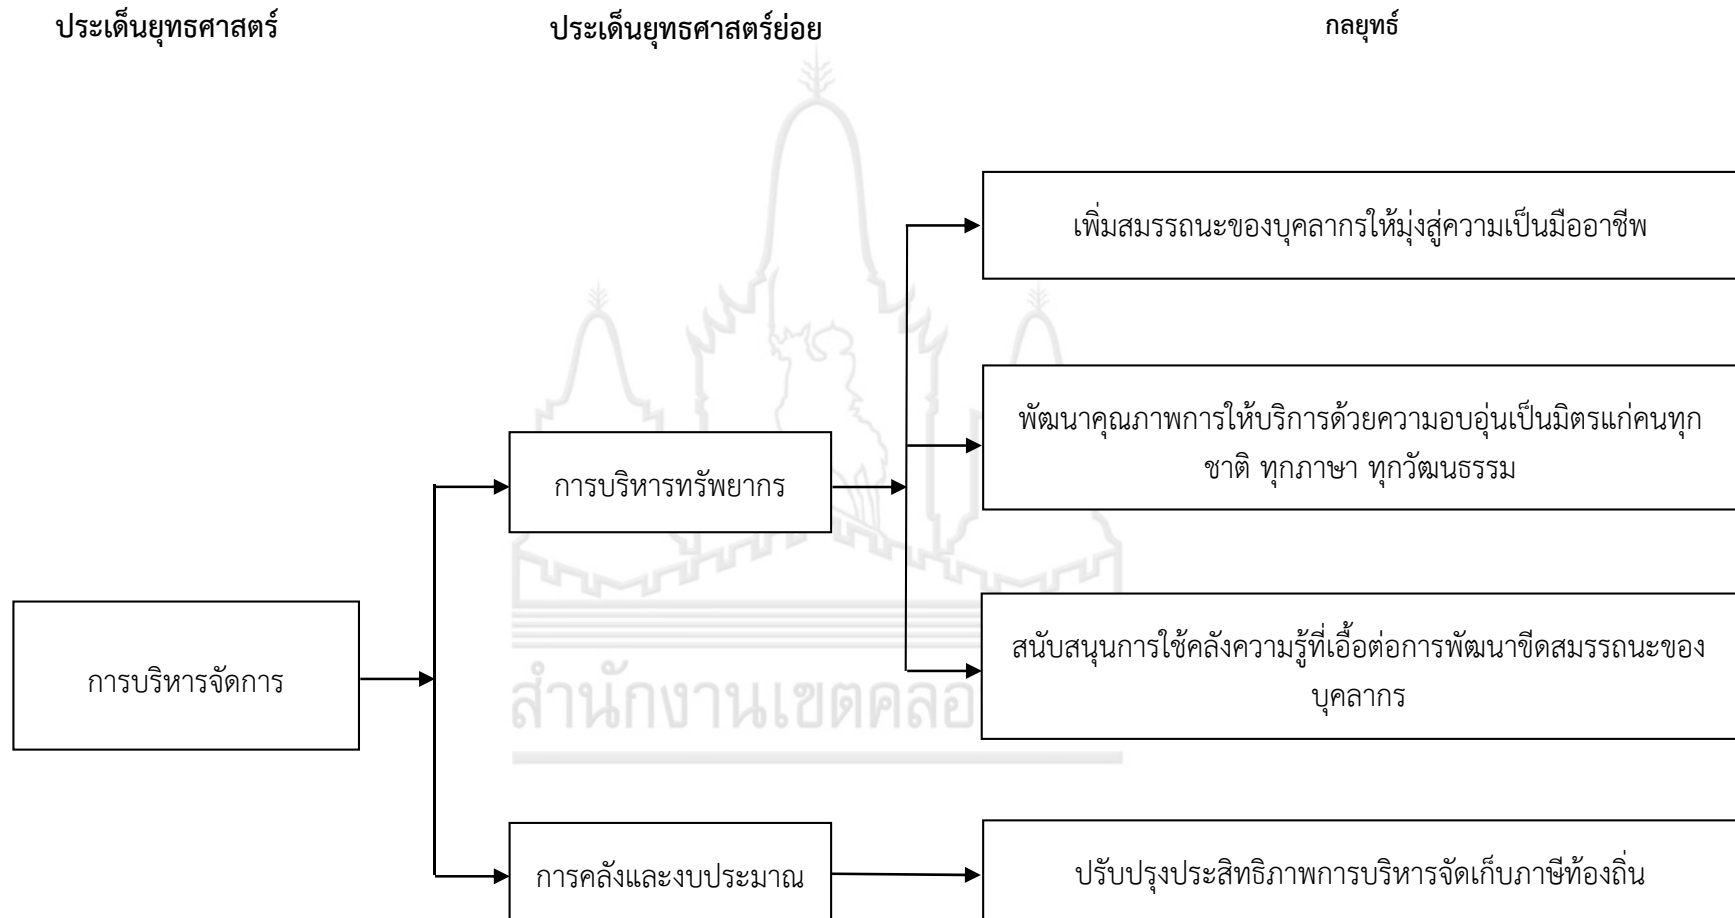 ประเด็นยุทธศาสตร์
ประเด็นยุทธศาสตร์ย่อย
กลยุทธ์
เพิ่มสมรรถนะของบุคลากรให้มุ่งสู่ความเป็นมืออาชีพ
พัฒนาคุณภาพการให้บริการด้วยความอบอุ่นเป็นมิตรแก่คนทุก
ชาติ ทุกภาษา ทุกวัฒนธรรม
การบริหารทรัพยากร
สนับสนุนการใช้คลังความรู้ที่เอื้อต่อการพัฒนาขีดสมรรถนะของ
บุคลากร
การบริหารจัดการ
สำนักงานเขตคลอ
การคลังและงบประมาณ
ปรับปรุงประสิทธิภาพการบริหารจัดเก็บภาษีท้องถิ่น